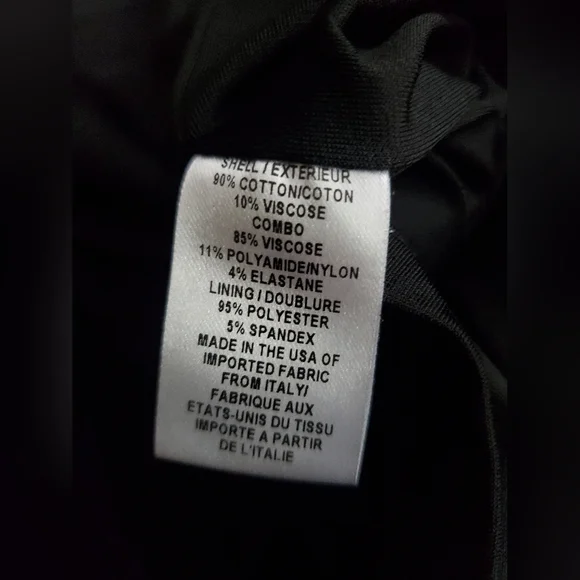 SHELL / EXTERIEUR
90% COTTON/COTON
10% VISCOSE
COMBO
85% VISCOSE
11% POLYAMIDE/NYLON
4% ELASTANE
LINING / DOUBLURE
95% POLYESTER
5% SPANDEX
MADE IN THE USA OF
IMPORTED FABRIC
FROM ITALY/
FABRIQUE AUX
ETATS-UNIS DU TISSU
IMPORTE A PARTIR
DE L'ITALIE